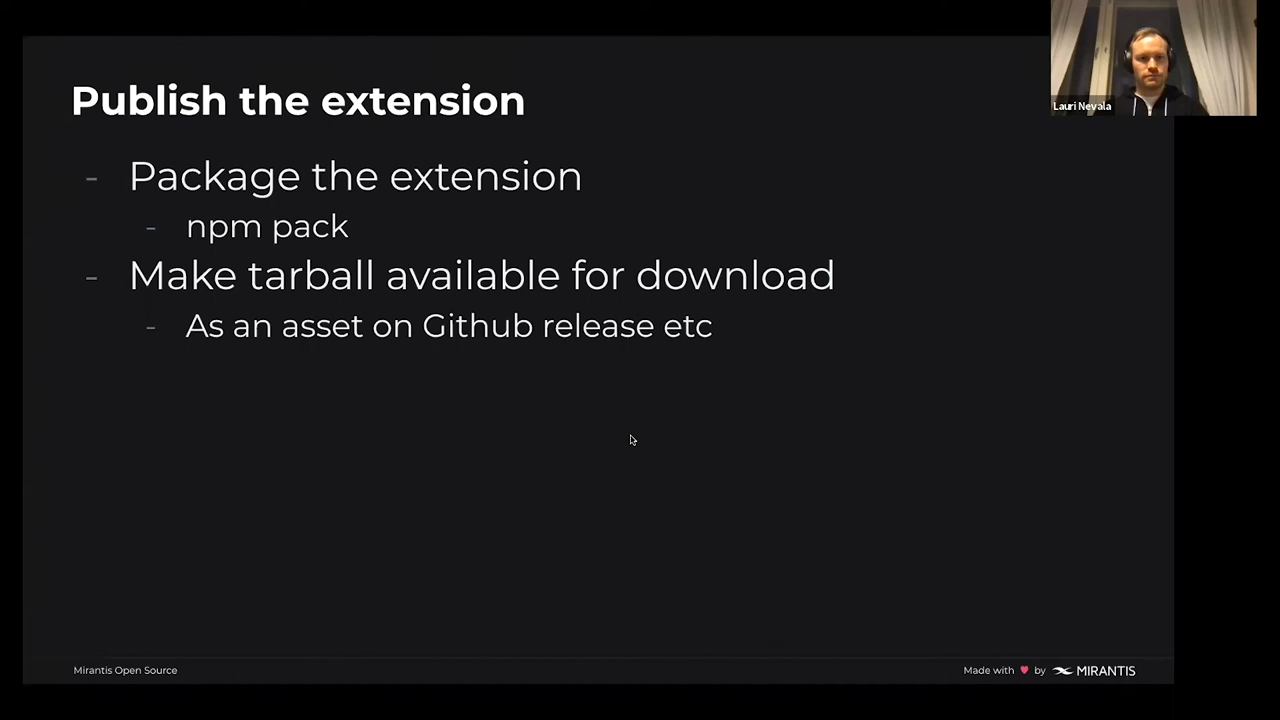 Publish the extension
- Package the extension
- npm pack
- Make tarball available for download
- As an asset on Github release etc
Lauri Nevala
Mirantis Open Source
Made with ♥ by MIRANTIS